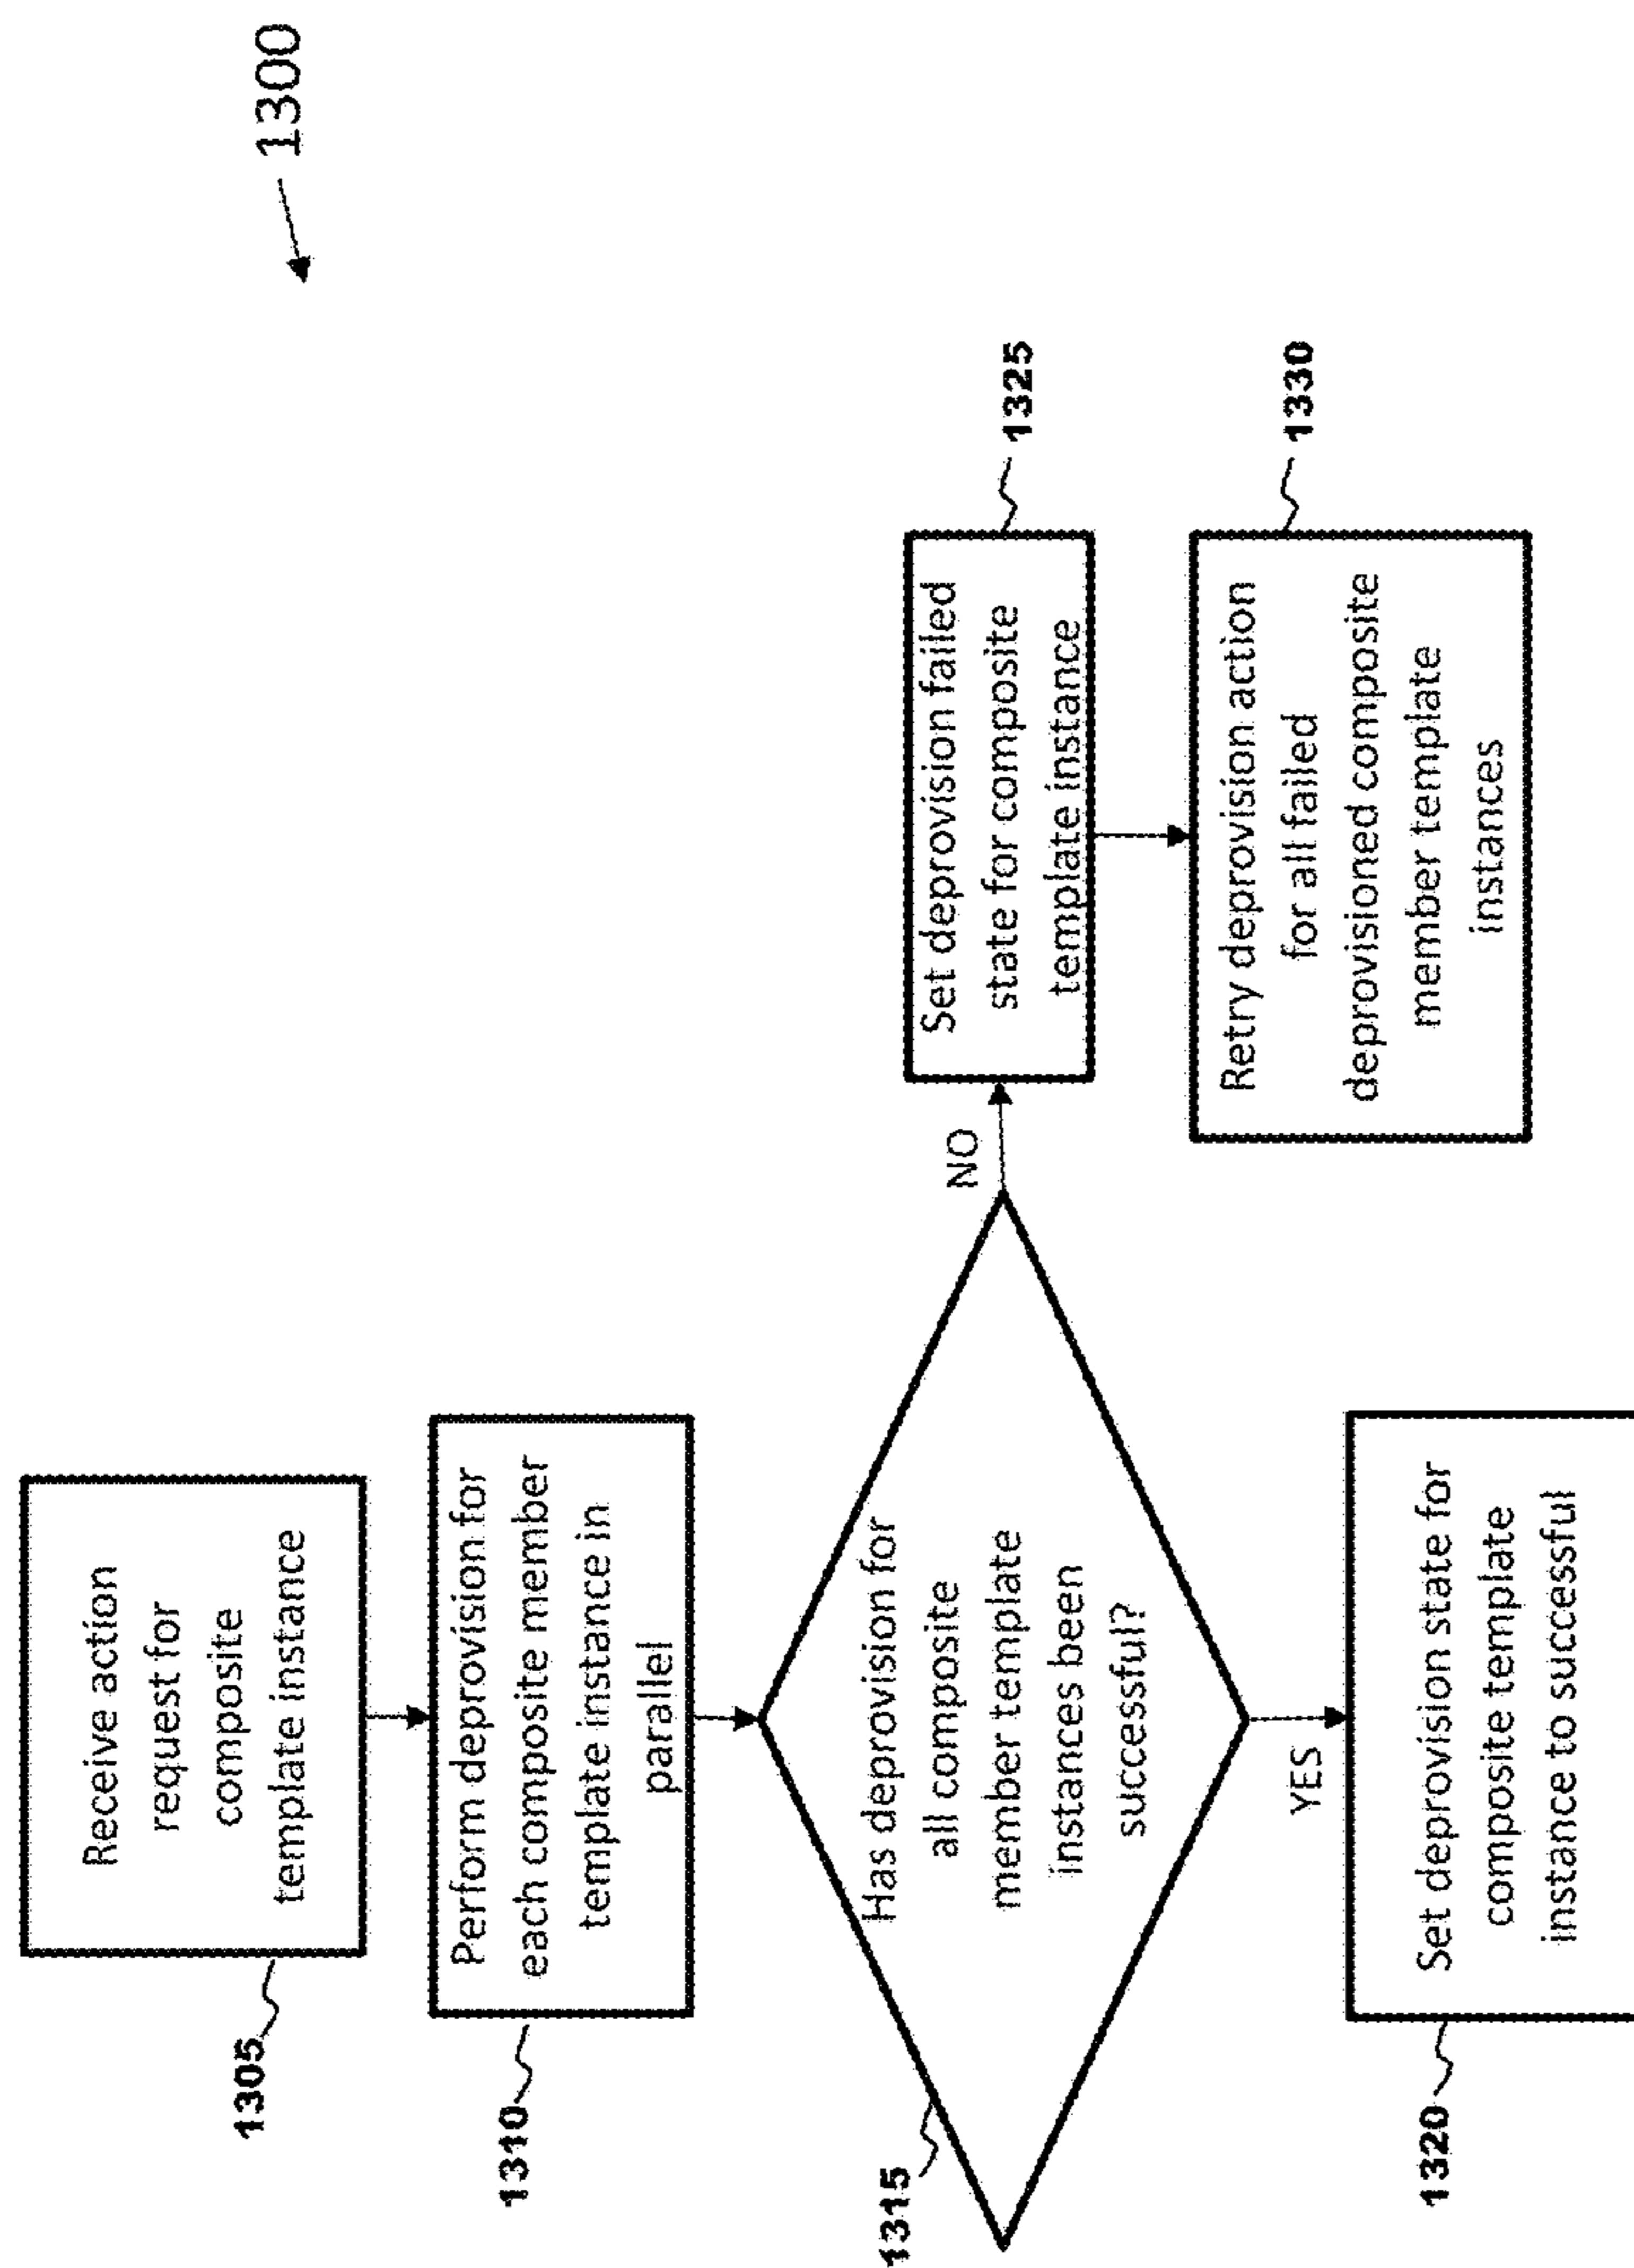 1300
1305
Receive action
request for
composite
template instance
1310
Perform deprovision for
each composite member
template instance in
parallel
1315
Has deprovision for
all composite
member template
instances been
successful?
NO
YES
1320
Set deprovision state for
composite template
instance to successful
Set deprovision failed
state for composite
template instance
1325
Retry deprovision action
for all failed
deprovisioned composite
member template
instances
1330